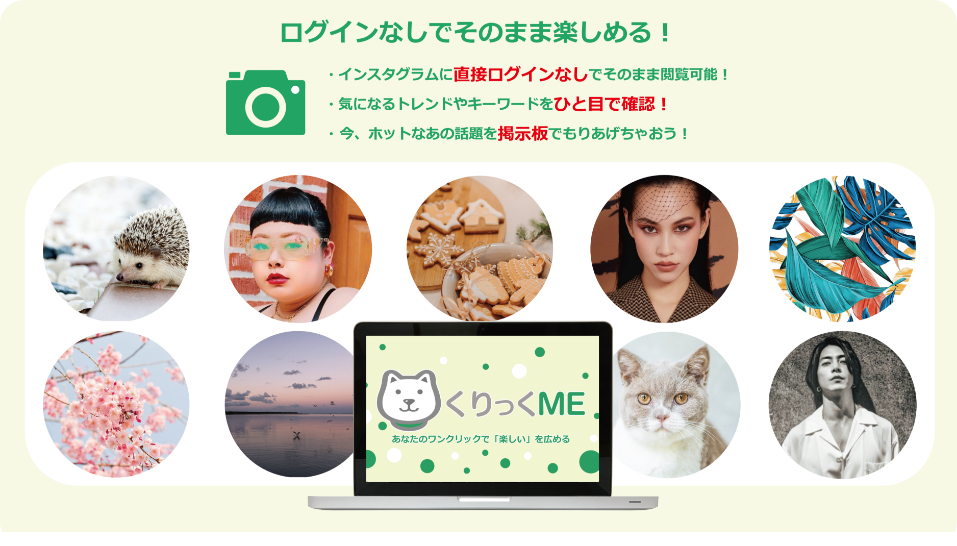 ログインなしでそのまま楽しめる！
・インスタグラムに直接ログインなしでそのまま閲覧可能！
・気になるトレンドやキーワードをひと目で確認！
・今、ホットなあの話題を掲示板でもりあげちゃおう！
くりっくME
あなたのワンクリックで「楽しい」を広める